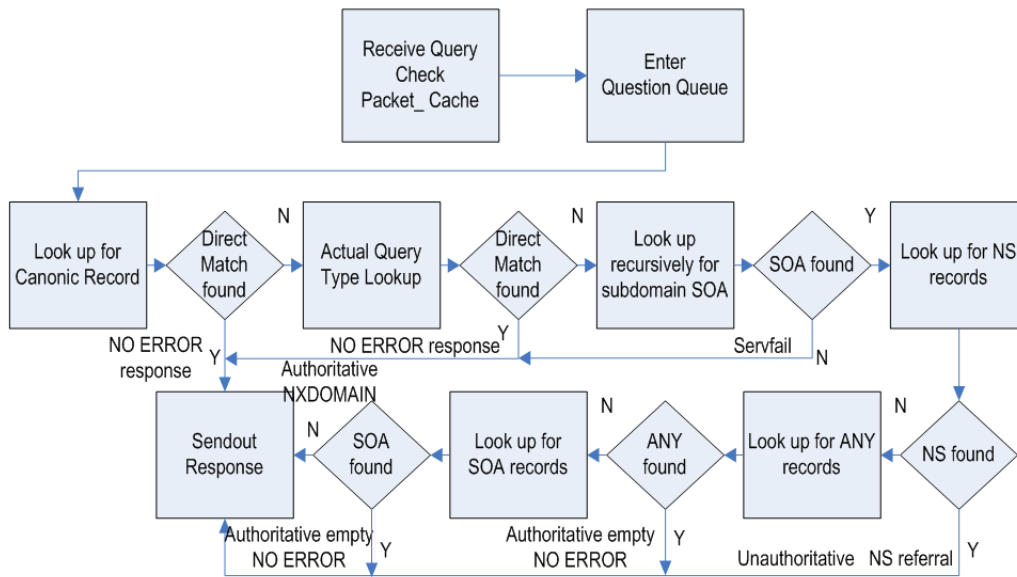 Receive Query
Check
Packet_ Cache
Enter
Question Queue
Look up for
Canonic Record
Direct
Match
found
N
Actual Query
Type Lookup
Direct
Match
found
N
Look up
recursively for
subdomain SOA
SOA found
Y
Look up for NS
records
NO ERROR
response
Y
NO ERROR response
Y
Servfail
N
Authoritative
NXDOMAIN
Sendout
Response
N
SOA
found
Look up for
SOA records
N
ANY
found
Look up for ANY
records
N
NS found
Authoritative empty
NO ERROR
Y
Authoritative empty
NO ERROR
Y
Unauthoritative NS referral
Y